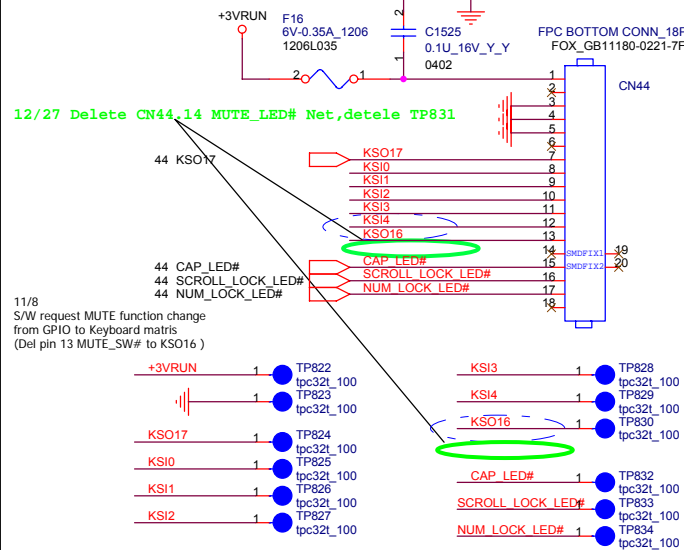 +3VRUN
F16
6V-0.35A_1206
1206L035
2
1
2
1
C1525
0.1U_16V_Y_Y
0402
FPC BOTTOM CONN_18P
FOX_GB11180-0221-7F
CN44
12/27 Delete CN44.14 MUTE_LED# Net,detele TP831
1
2
3
4
5
6
7
8
9
10
11
12
13
14
15
16
17
18
44 KSO17
KSO17
KSI0
KSI1
KSI2
KSI3
KSI4
KSO16
SMDFIX1
SMDFIX2
19
20
44 CAP_LED#
CAP_LED#
44 SCROLL_LOCK_LED#
SCROLL_LOCK_LED#
44 NUM_LOCK_LED#
NUM_LOCK_LED#
11/8
S/W request MUTE function change
from GPIO to Keyboard matris
(Del pin 13 MUTE_SW# to KSO16 )
+3VRUN 1 TP822
tpc32t_100
1 TP823
tpc32t_100
KSO17 1 TP824
tpc32t_100
KSI0 1 TP825
tpc32t_100
KSI1 1 TP826
tpc32t_100
KSI2 1 TP827
tpc32t_100
KSI3 1 TP828
tpc32t_100
KSI4 1 TP829
tpc32t_100
KSO16 1 TP830
tpc32t_100
CAP_LED# 1 TP832
tpc32t_100
SCROLL_LOCK_LED# 1 TP833
tpc32t_100
NUM_LOCK_LED# 1 TP834
tpc32t_100